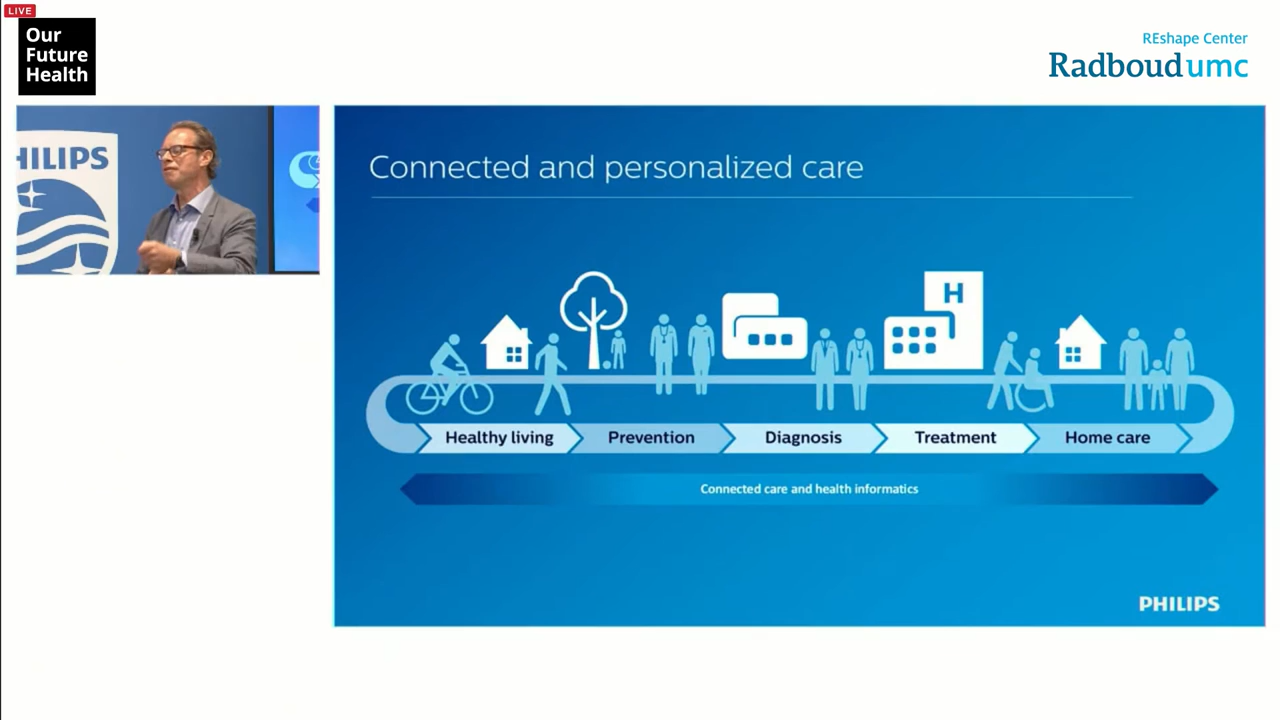 LIVE
Our
Future
Health
REshape Center
Radboudumc
HILIPS
Connected and personalized care
H
Healthy living
Prevention
Diagnosis
Treatment
Home care
Connected care and health informatics
PHILIPS